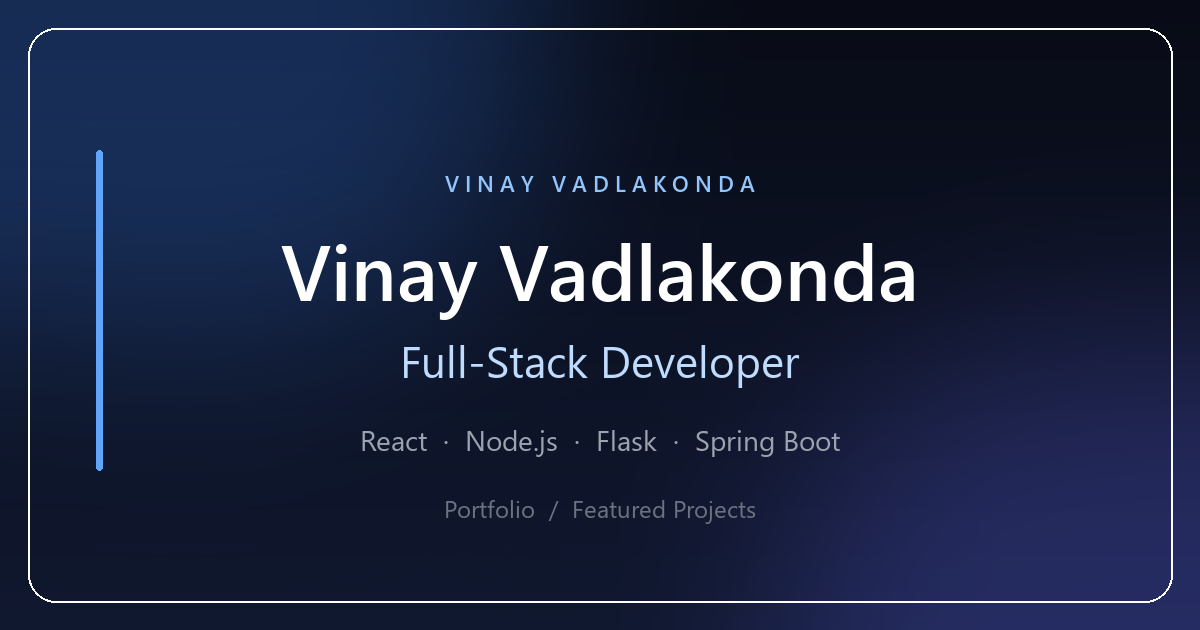 VINAY VADLAKONDA
Vinay Vadlakonda
Full-Stack Developer
React · Node.js · Flask · Spring Boot
Portfolio / Featured Projects